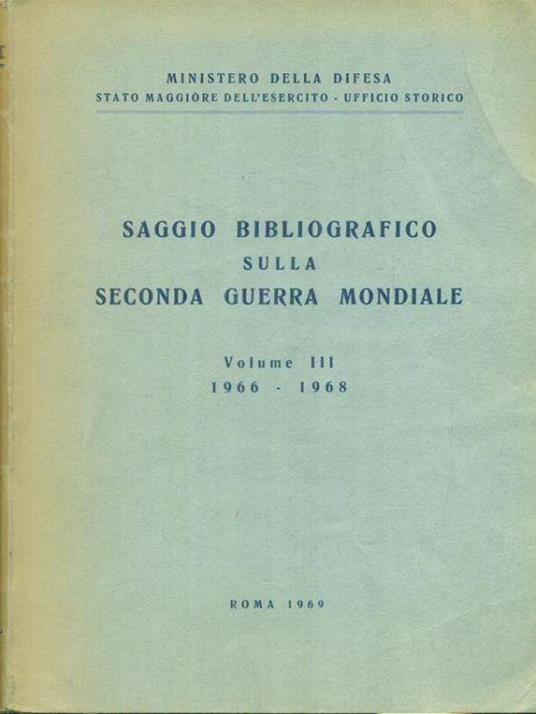 MINISTERO DELLA DIFESA
STATO MAGGIORE DELL'ESERCITO - UFFICIO STORICO
SAGGIO BIBLIOGRAFICO
SULLA
SECONDA GUERRA MONDIALE
Volume III
1966 - 1968
ROMA 1969